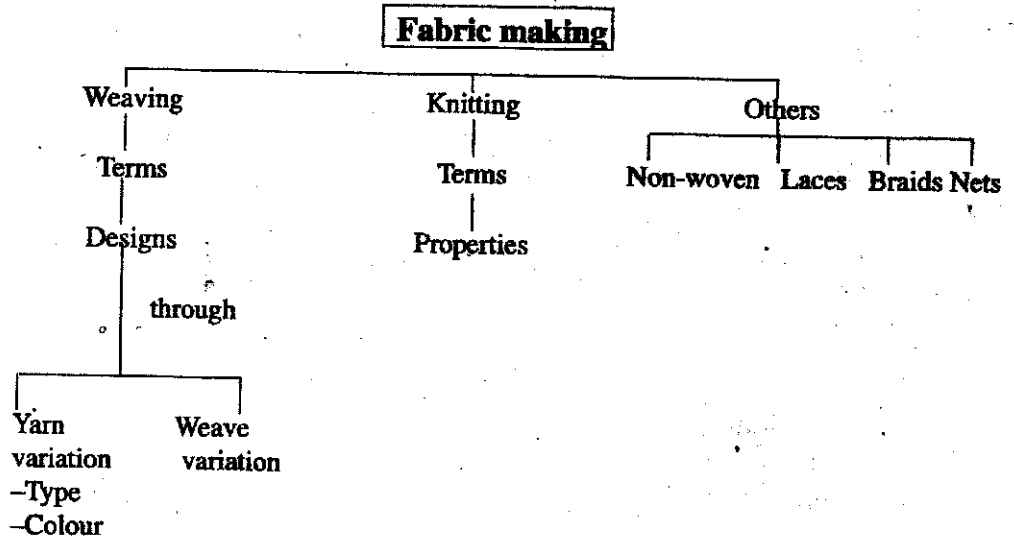 Fabric making
Weaving Knitting Others
Terms Terms Non-woven Laces Braids Nets
Designs Properties
through
Yarn variation
–Type
–Colour
Weave variation